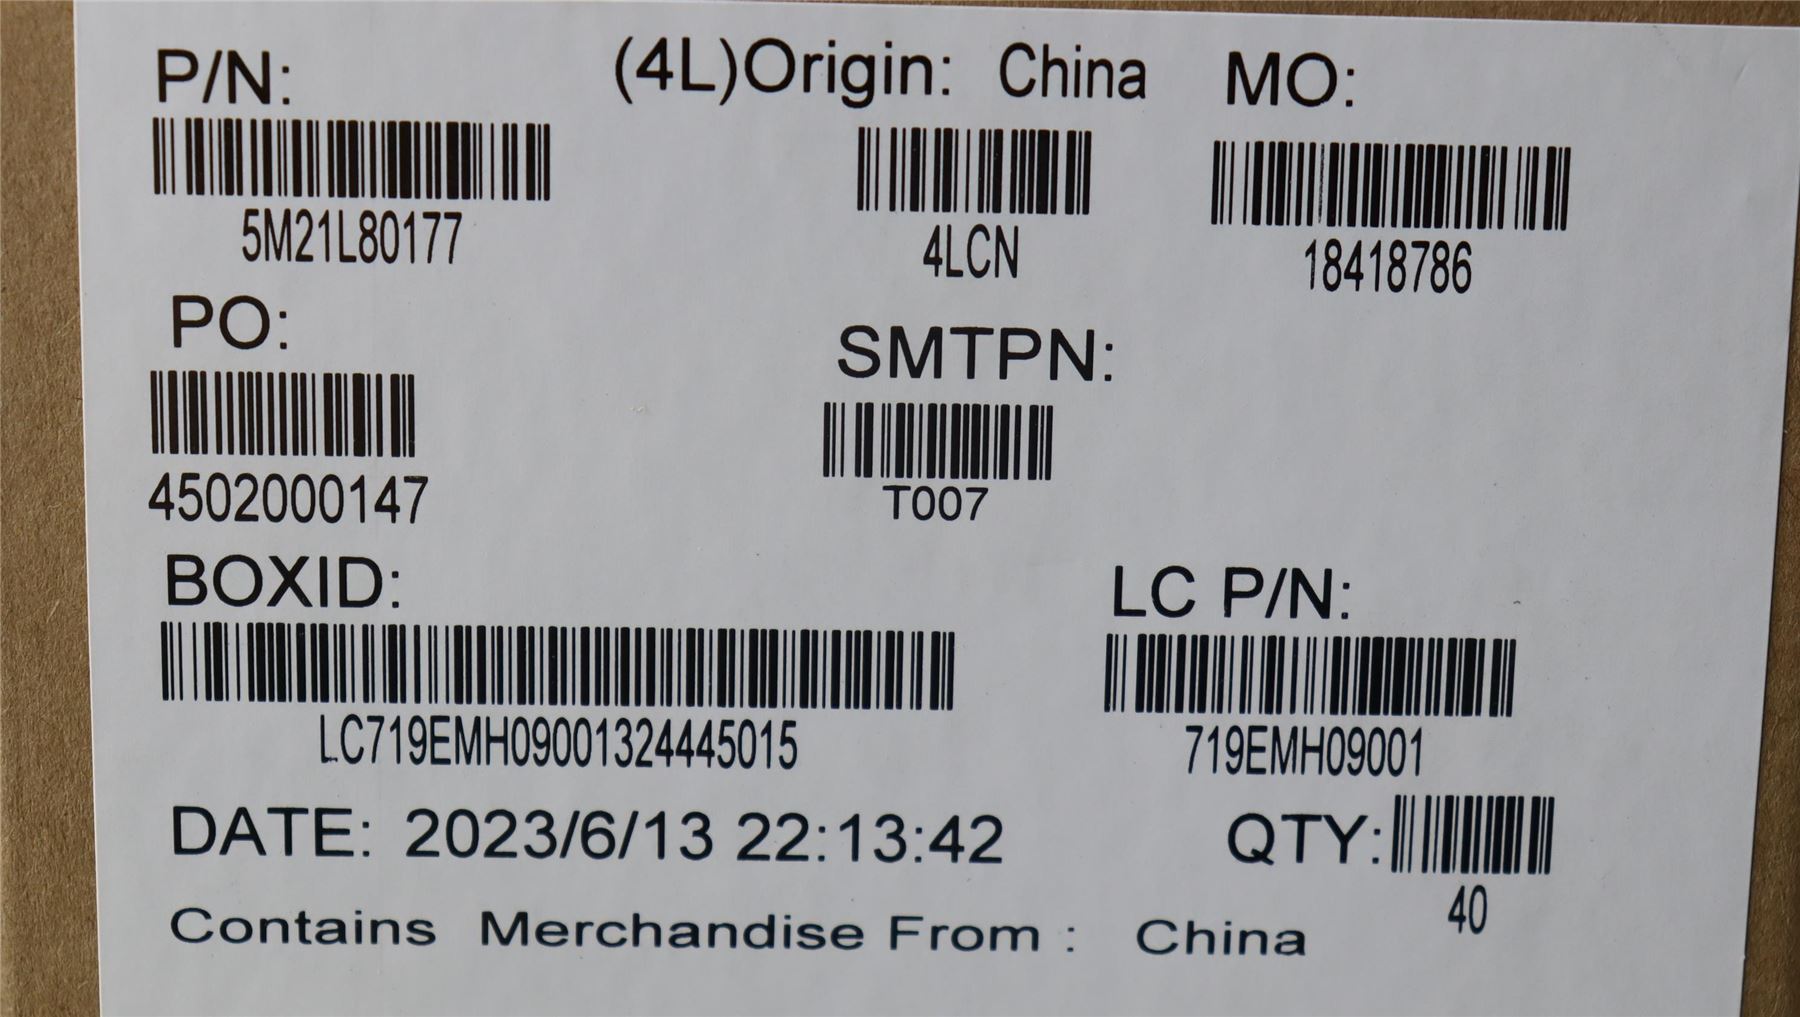 P/N: (4L)Origin: China MO:
5M21L80177 4LCN 18418786
PO: SMTPN:
4502000147 T007
BOXID: LC P/N:
LC719EMH09001324445015 719EMH09001
DATE: 2023/6/13 22:13:42 QTY:
40
Contains Merchandise From : China